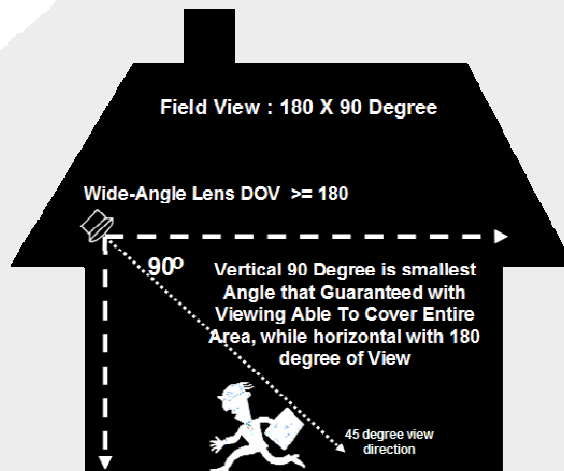 Field View : 180 X 90 Degree
Wide-Angle Lens DOV >= 180
90º
Vertical 90 Degree is smallest
Angle that Guaranteed with
Viewing Able To Cover Entire
Area, while horizontal with 180
degree of View
45 degree view
direction